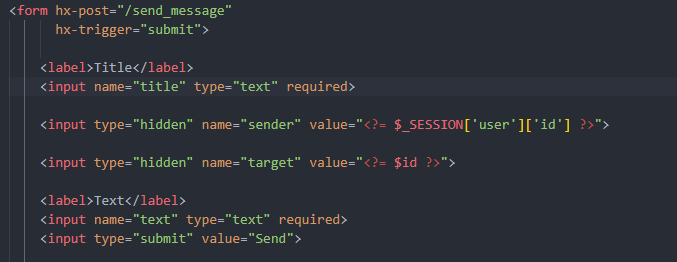 <form hx-post="/send_message"
hx-trigger="submit">
<label>Title</label>
<input name="title" type="text" required>
<input type="hidden" name="sender" value="<?= $_SESSION['user']['id'] ?>">
<input type="hidden" name="target" value="<?= $id ?>">
<label>Text</label>
<input name="text" type="text" required>
<input type="submit" value="Send">